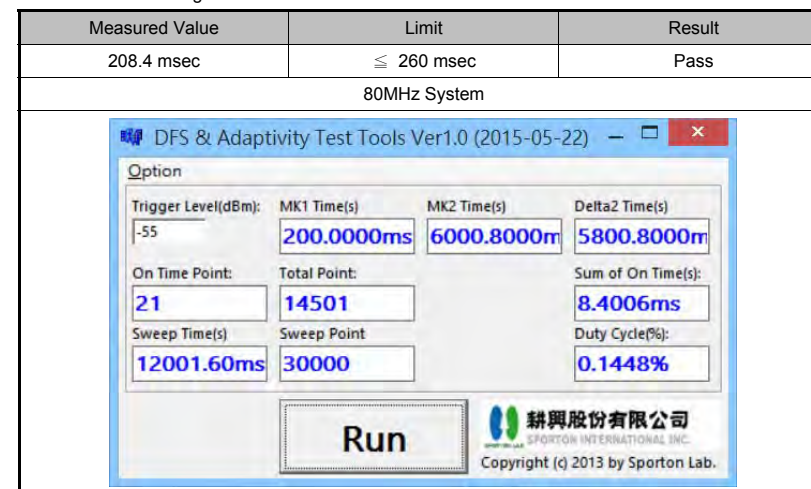 Measured Value Limit Result
208.4 msec ≦ 260 msec Pass
80MHz System
DFS & Adaptivity Test Tools Ver1.0 (2015-05-22)
Option
Trigger Level(dBm): MK1 Time(s) MK2 Time(s) Delta2 Time(s)
-55 200.0000ms 6000.8000m 5800.8000m
On Time Point: Total Point: Sum of On Time(s):
21 14501 8.4006ms
Sweep Time(s) Sweep Point Duty Cycle(%):
12001.60ms 30000 0.1448%
Run
耕興股份有限公司
SPORTON LAB. SPORTON INTERNATIONAL INC.
Copyright (c) 2013 by Sporton Lab.